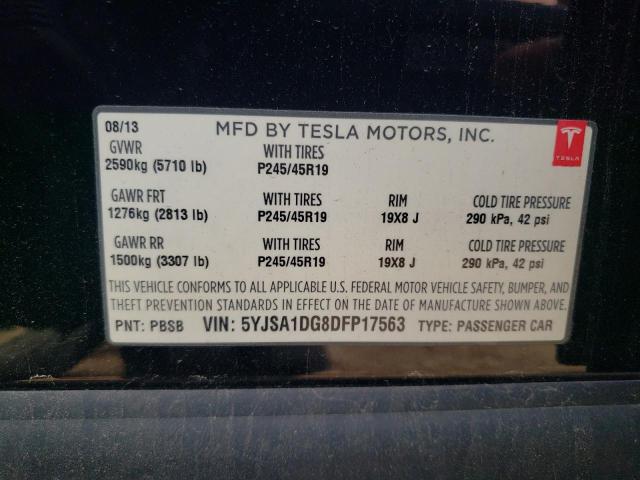 08/13 MFD BY TESLA MOTORS, INC.
TESLA
GVWR WITH TIRES
2590kg (5710 lb) P245/45R19
GAWR FRT WITH TIRES RIM COLD TIRE PRESSURE
1276kg (2813 lb) P245/45R19 19X8 J 290 kPa, 42 psi
GAWR RR WITH TIRES RIM COLD TIRE PRESSURE
1500kg (3307 lb) P245/45R19 19X8 J 290 kPa, 42 psi
THIS VEHICLE CONFORMS TO ALL APPLICABLE U.S. FEDERAL MOTOR VEHICLE SAFETY, BUMPER, AND
THEFT PREVENTION STANDARDS IN EFFECT ON THE DATE OF MANUFACTURE SHOWN ABOVE.
PNT: PBSB VIN: 5YJSA1DG8DFP17563 TYPE: PASSENGER CAR